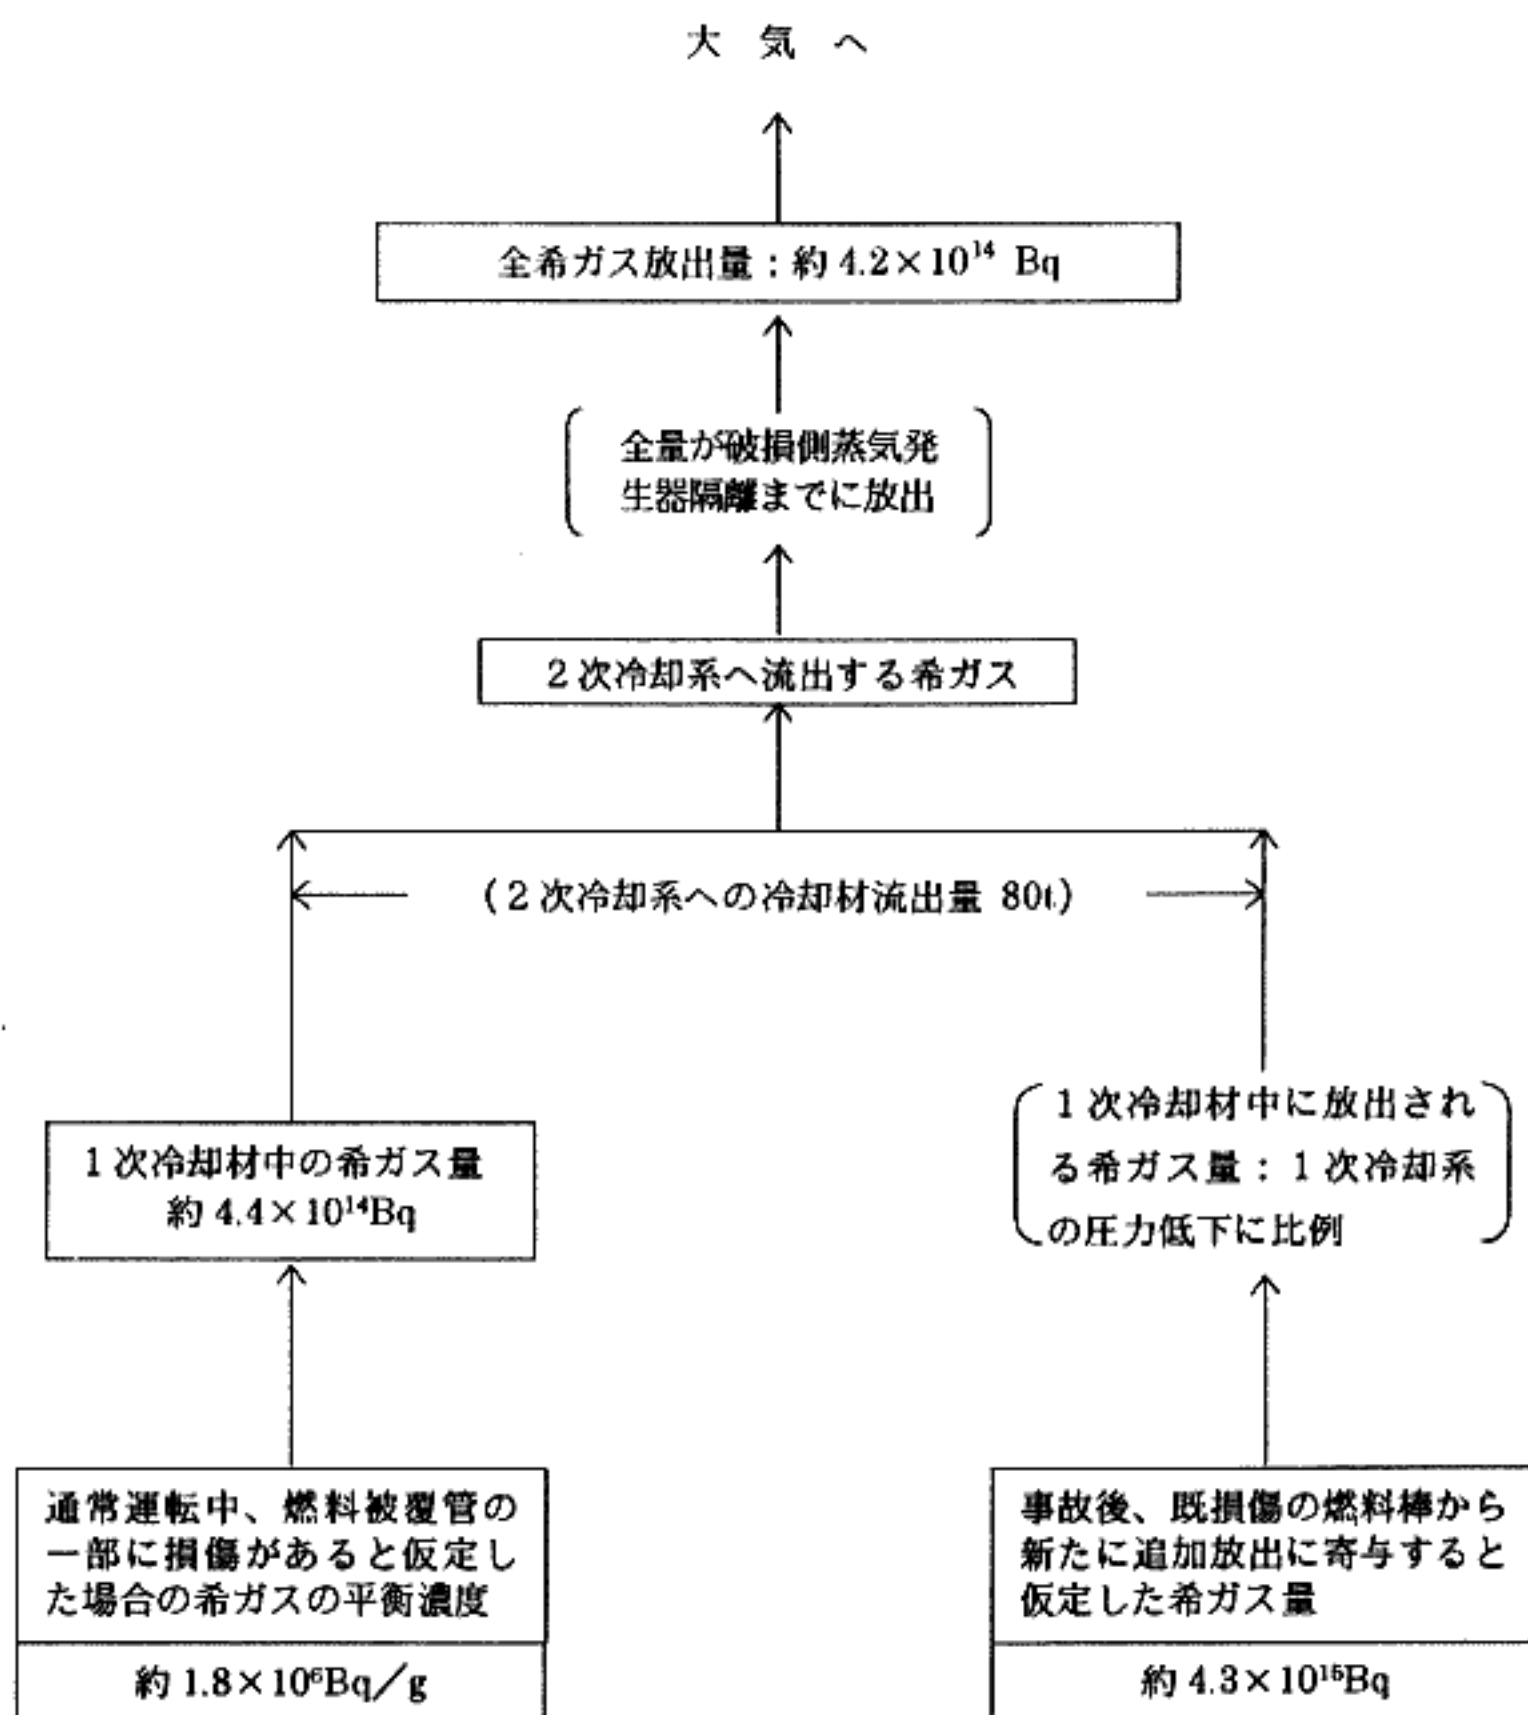 大 気 へ
全希ガス放出量:約 4.2×10¹⁴ Bq
全量が破損側蒸気発
生器隔離までに放出
2次冷却系へ流出する希ガス
(2次冷却系への冷却材流出量 80t)
1次冷却材中の希ガス量
約 4.4×10¹⁴Bq
1次冷却材中に放出され
る希ガス量:1次冷却系
の圧力低下に比例
通常運転中、燃料被覆管の
一部に損傷があると仮定し
た場合の希ガスの平衡濃度
約 1.8×10⁶Bq/g
事故後、既損傷の燃料棒から
新たに追加放出に寄与すると
仮定した希ガス量
約 4.3×10¹⁵Bq